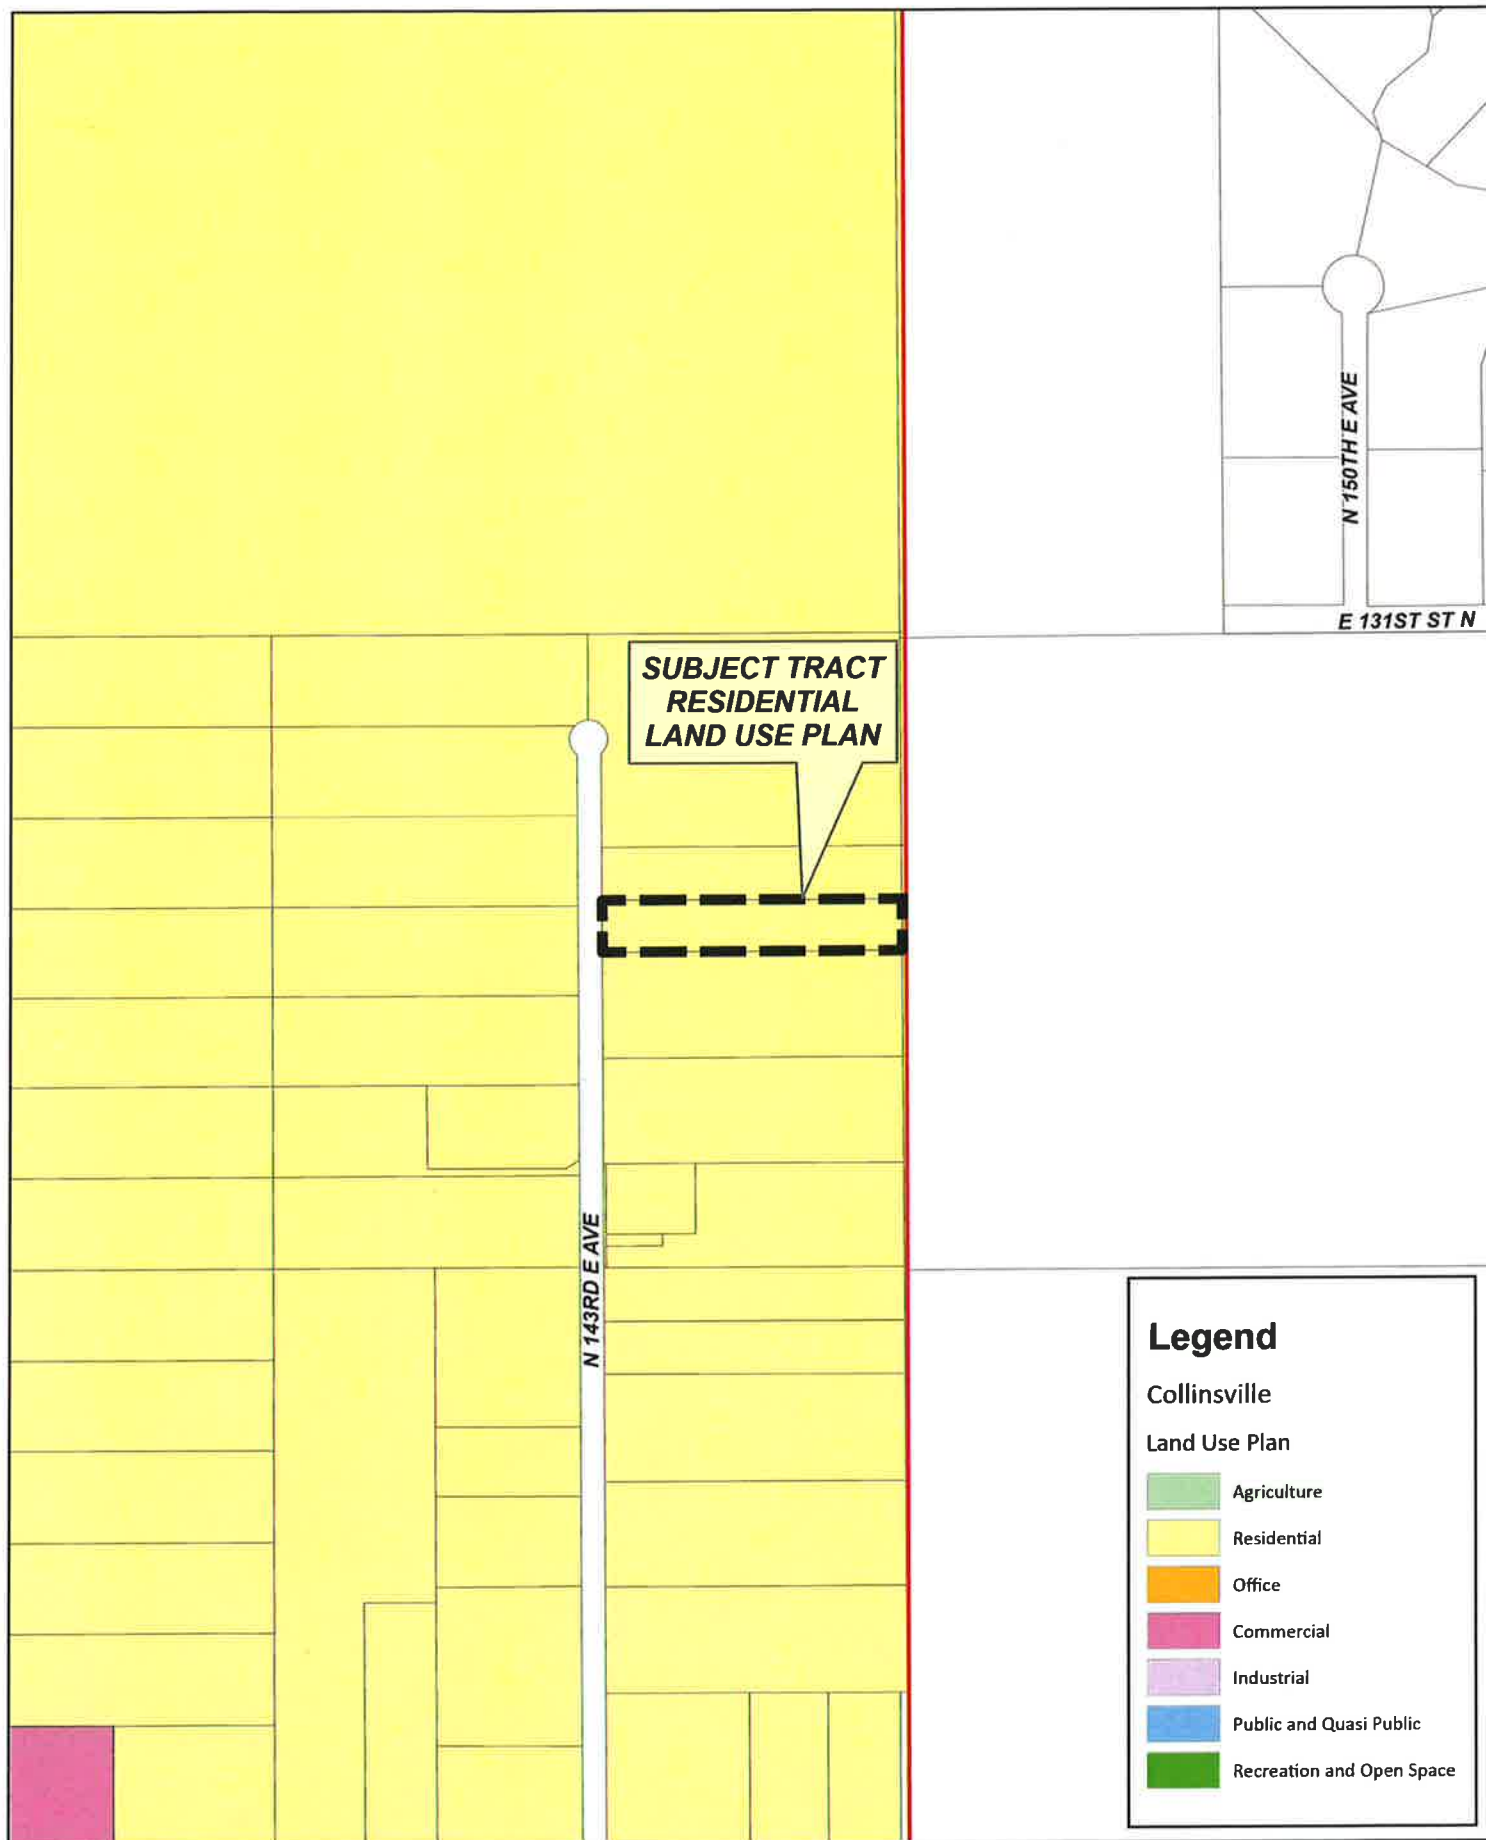 N 150TH E AVE
E 131ST ST N
SUBJECT TRACT
RESIDENTIAL
LAND USE PLAN
N 143RD E AVE
Legend
Collinsville
Land Use Plan
Agriculture
Residential
Office
Commercial
Industrial
Public and Quasi Public
Recreation and Open Space